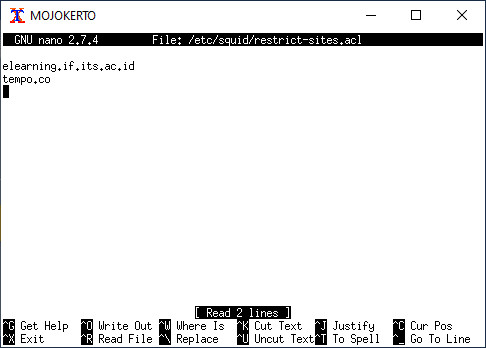 MOJOKERTO
GNU nano 2.7.4 File: /etc/squid/restrict-sites.acl
elearning.if.its.ac.id
tempo.co
[ Read 2 lines ]
^G Get Help ^O Write Out ^W Where Is ^K Cut Text ^J Justify ^C Cur Pos
^X Exit ^R Read File ^\ Replace ^U Uncut Text ^T To Spell ^_ Go To Line